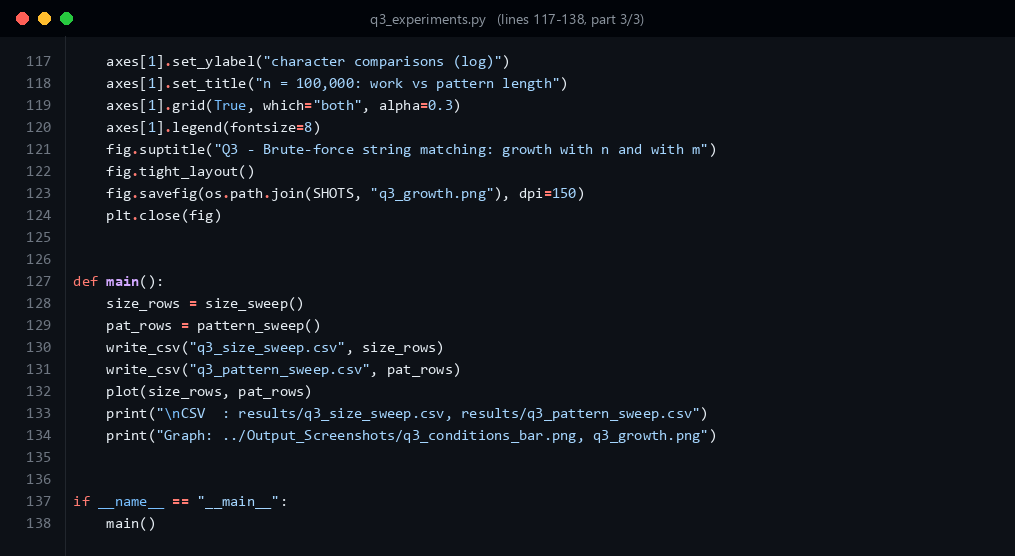 q3_experiments.py (lines 117-138, part 3/3)
117     axes[1].set_ylabel("character comparisons (log)")
118     axes[1].set_title("n = 100,000: work vs pattern length")
119     axes[1].grid(True, which="both", alpha=0.3)
120     axes[1].legend(fontsize=8)
121     fig.suptitle("Q3 - Brute-force string matching: growth with n and with m")
122     fig.tight_layout()
123     fig.savefig(os.path.join(SHOTS, "q3_growth.png"), dpi=150)
124     plt.close(fig)
125
126
127 def main():
128     size_rows = size_sweep()
129     pat_rows = pattern_sweep()
130     write_csv("q3_size_sweep.csv", size_rows)
131     write_csv("q3_pattern_sweep.csv", pat_rows)
132     plot(size_rows, pat_rows)
133     print("\nCSV  : results/q3_size_sweep.csv, results/q3_pattern_sweep.csv")
134     print("Graph: ../Output_Screenshots/q3_conditions_bar.png, q3_growth.png")
135
136
137 if __name__ == "__main__":
138     main()